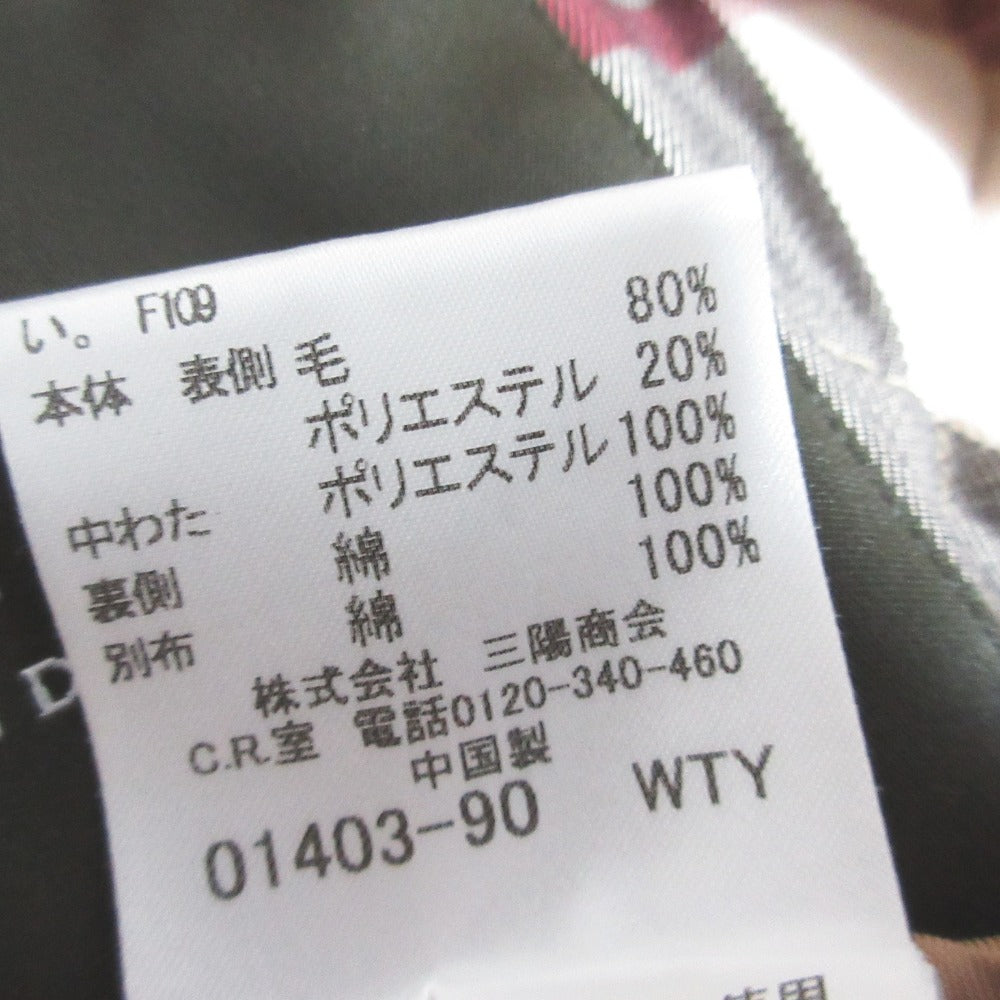 い。 F109
本体 表側 毛 80%
ポリエステル 20%
中わた ポリエステル 100%
裏側 綿 100%
別布 綿 100%
株式会社 三陽商会
C.R.室 電話0120-340-460
中国製
01403-90 WTY
使用
D